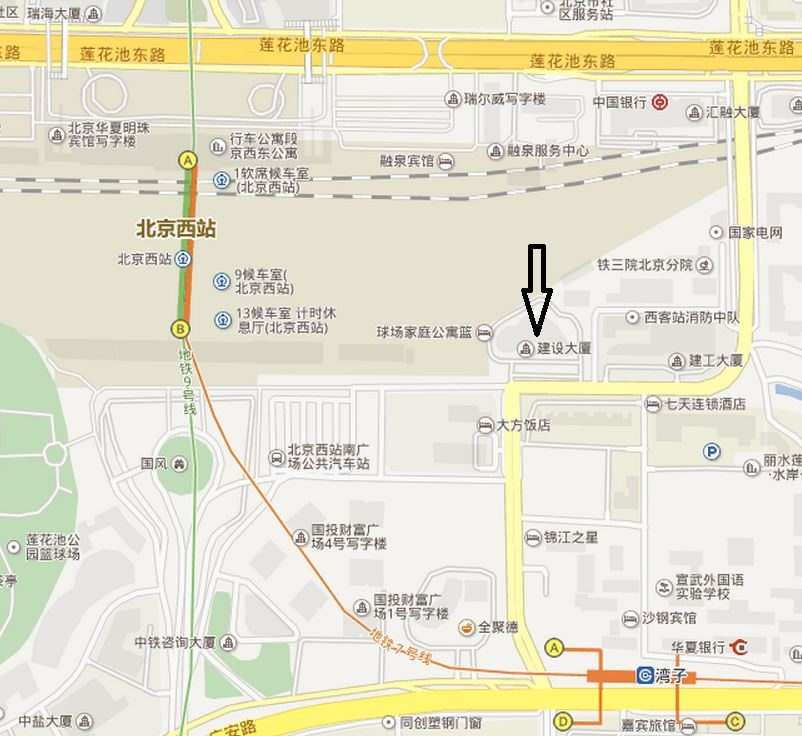 社区
瑞海大厦
北京市社
区服务站
莲花池东路
莲花池东路
莲花池东路
东路
莲花池东路
瑞尔威写字楼
中国银行
汇融大厦
北京华夏明珠
宾馆写字楼
行车公寓段
京西东公寓
融泉宾馆
融泉服务中心
A
1软席候车室
(北京西站)
北京西站
国家电网
北京西站
9候车室(
北京西站)
铁三院北京分院
13候车室 计时休
息厅(北京西站)
B
球场家庭公寓篮
西客站消防中队
建设大厦
建工大厦
地铁9号线
七天连锁酒店
大方饭店
国风
北京西站南广
场公共汽车站
P
丽水莲
·水岸
莲花池公
园篮球场
国投财富广
场4号写字楼
锦江之星
茶亭
国投财富广
场1号写字楼
宣武外国语
实验学校
沙钢宾馆
全聚德
中铁咨询大厦
地铁7号线
A
华夏银行
湾子
中盐大厦
广安路
同创塑钢门窗
D
嘉宾旅馆
C